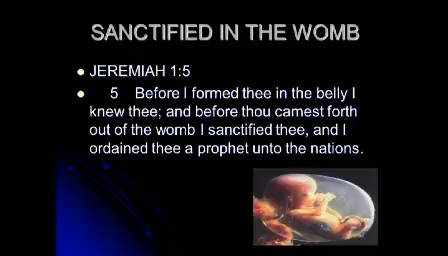 SANCTIFIED IN THE WOMB
JEREMIAH 1:5
5 Before I formed thee in the belly I
knew thee; and before thou camest forth
out of the womb I sanctified thee, and I
ordained thee a prophet unto the nations.